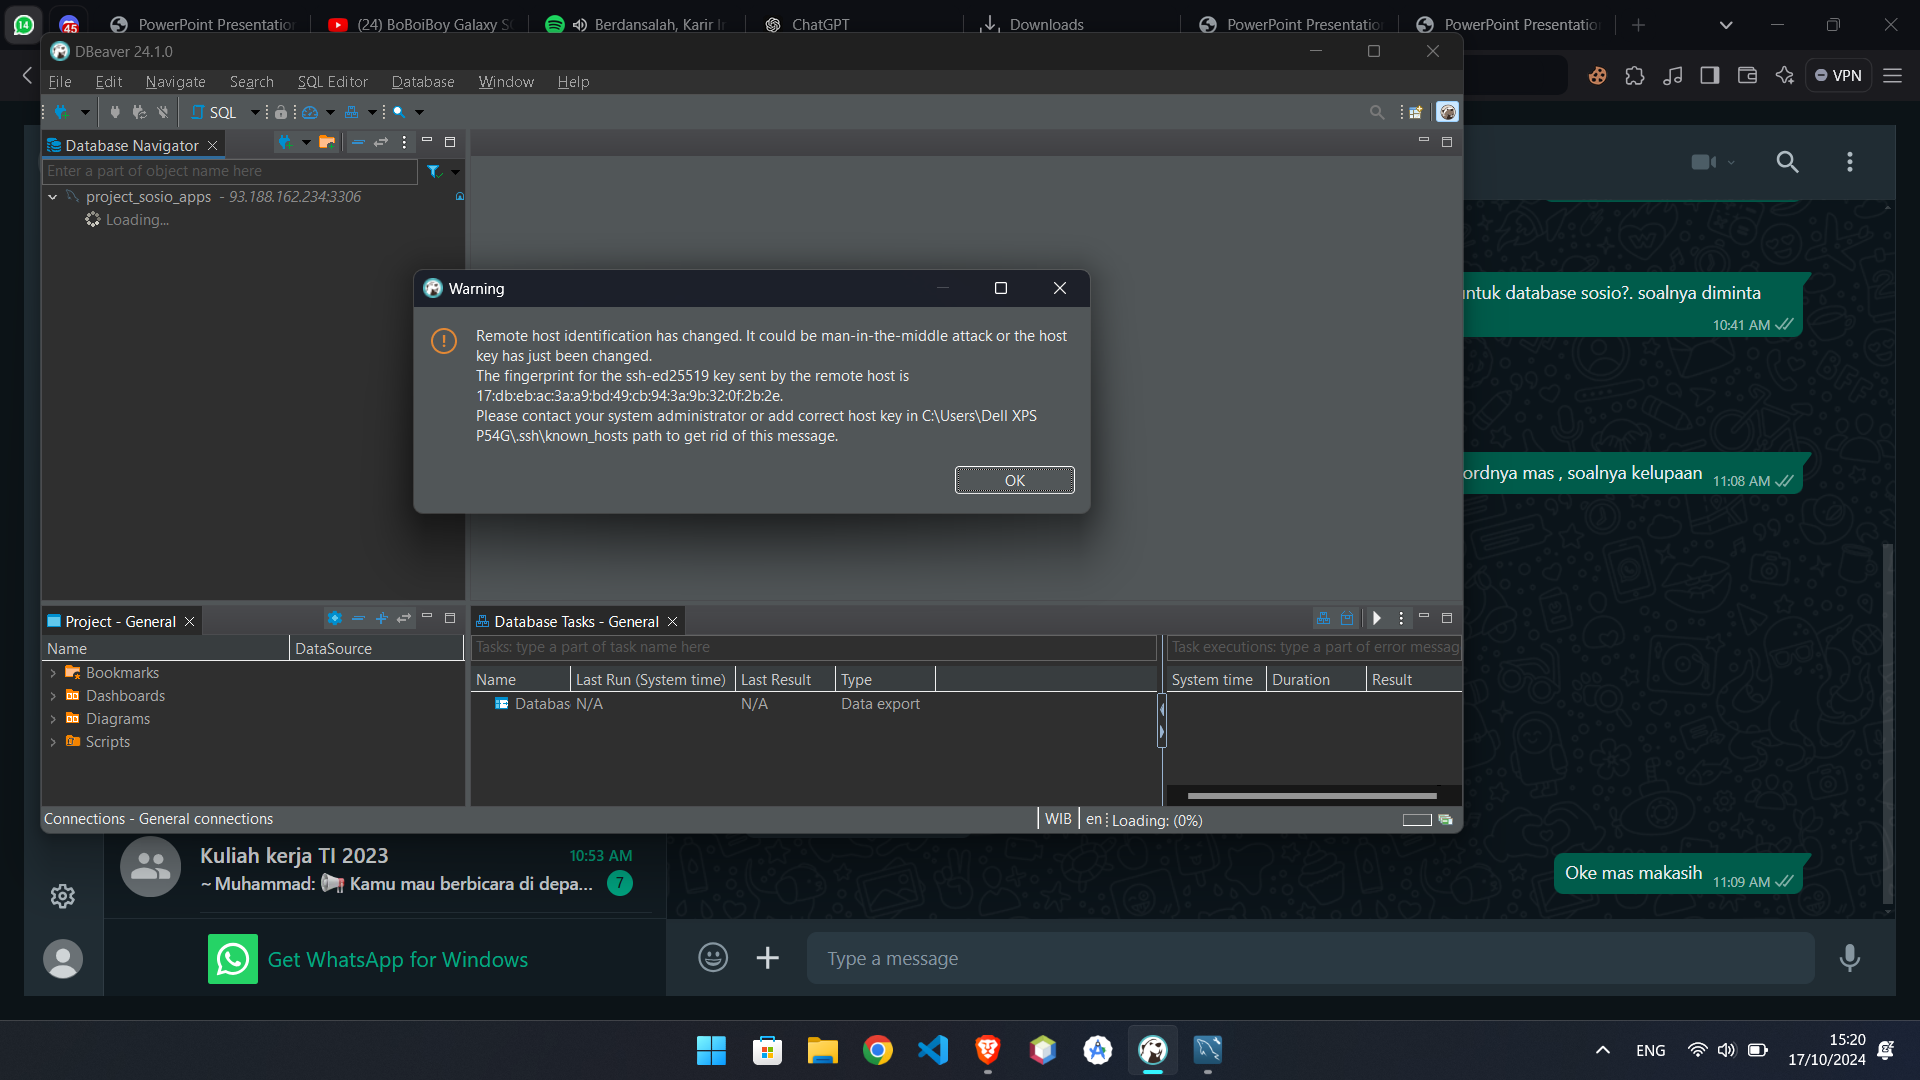 14
45
PowerPoint Presentation
(24) BoBoiBoy Galaxy
Berdansalah, Karir
ChatGPT
Downloads
PowerPoint Presentation
PowerPoint Presentation
VPN
DBeaver 24.1.0
File Edit Navigate Search SQL Editor Database Window Help
SQL
Database Navigator
Enter a part of object name here
project_sosio_apps - 93.188.162.234:3306
Loading...
Warning
Remote host identification has changed. It could be man-in-the-middle attack or the host
key has just been changed.
The fingerprint for the ssh-ed25519 key sent by the remote host is
17:db:eb:ac:3a:a9:bd:49:cb:94:3a:9b:32:0f:2b:2e.
Please contact your system administrator or add correct host key in C:\Users\Dell XPS
P54G\.ssh\known_hosts path to get rid of this message.
OK
untuk database sosio?. soalnya diminta
10:41 AM
ordnya mas , soalnya kelupaan 11:08 AM
Project - General
Name DataSource
Bookmarks
Dashboards
Diagrams
Scripts
Database Tasks - General
Tasks: type a part of task name here
Name Last Run (System time) Last Result Type
Databas N/A N/A Data export
Task executions: type a part of error messag
System time Duration Result
Connections - General connections
WIB en Loading: (0%)
Kuliah kerja TI 2023 10:53 AM
~ Muhammad: 📢 Kamu mau berbicara di depa... 7
Oke mas makasih 11:09 AM
Get WhatsApp for Windows
Type a message
ENG
15:20
17/10/2024